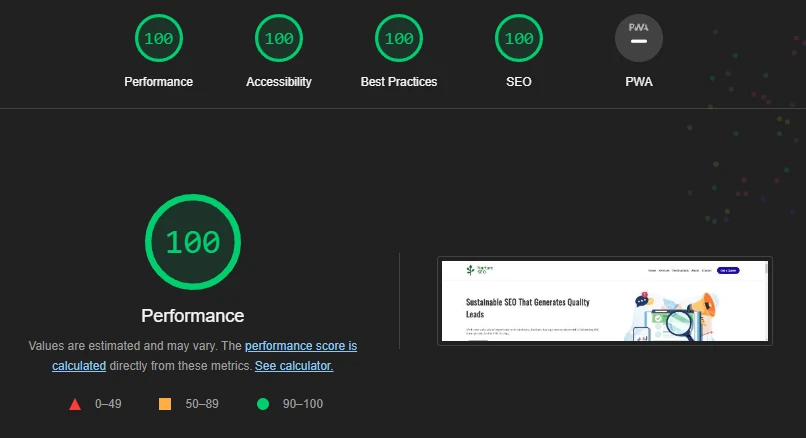 100 100 100 100 PWA
Performance Accessibility Best Practices SEO PWA
100
Performance
Values are estimated and may vary. The performance score is
calculated directly from these metrics. See calculator.
0–49 50–89 90–100
Nurture
SEO
Sustainable SEO That Generates Quality
Leads